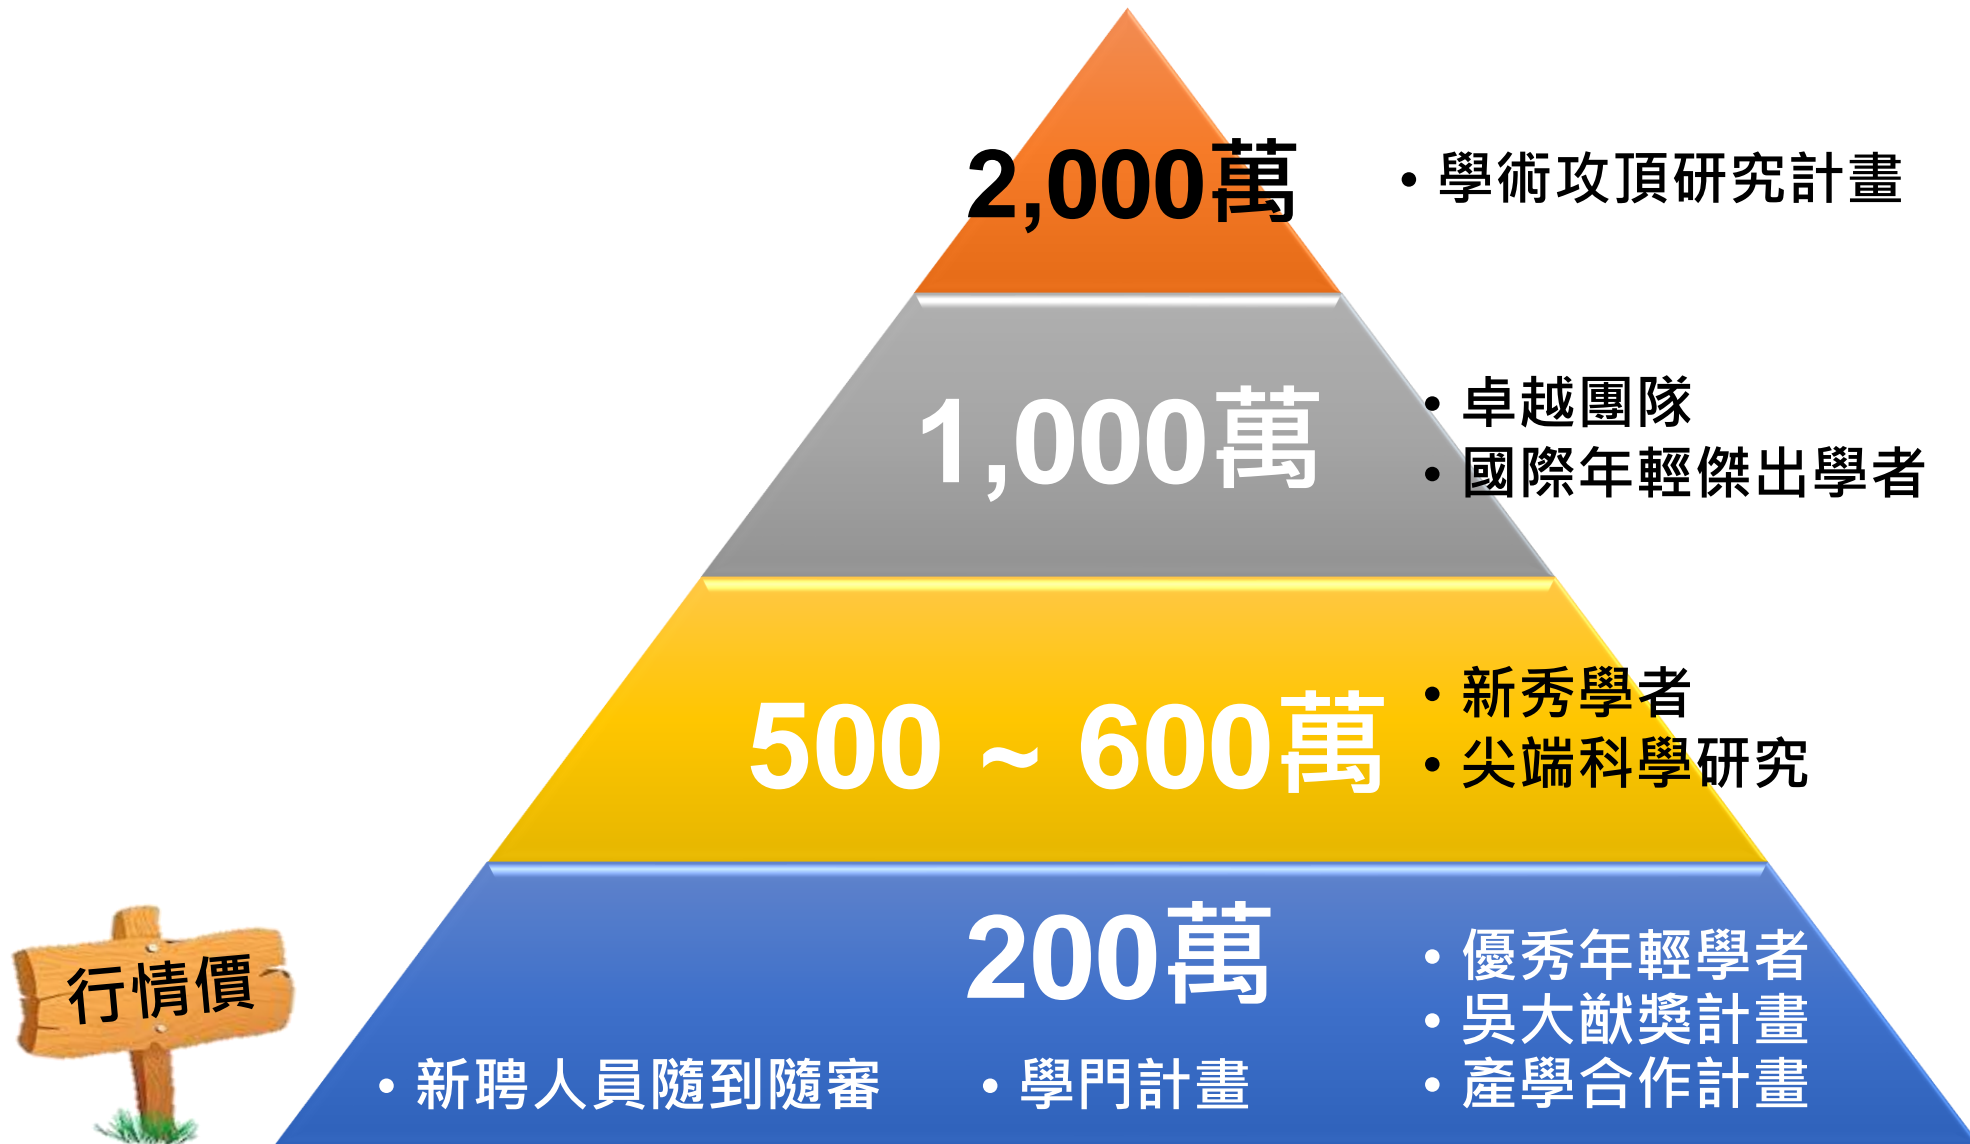 2,000萬
• 學術攻頂研究計畫
1,000萬
• 卓越團隊
• 國際年輕傑出學者
500 ~ 600萬
• 新秀學者
• 尖端科學研究
200萬
• 優秀年輕學者
• 吳大猷獎計畫
• 產學合作計畫
• 新聘人員隨到隨審
• 學門計畫
行情價